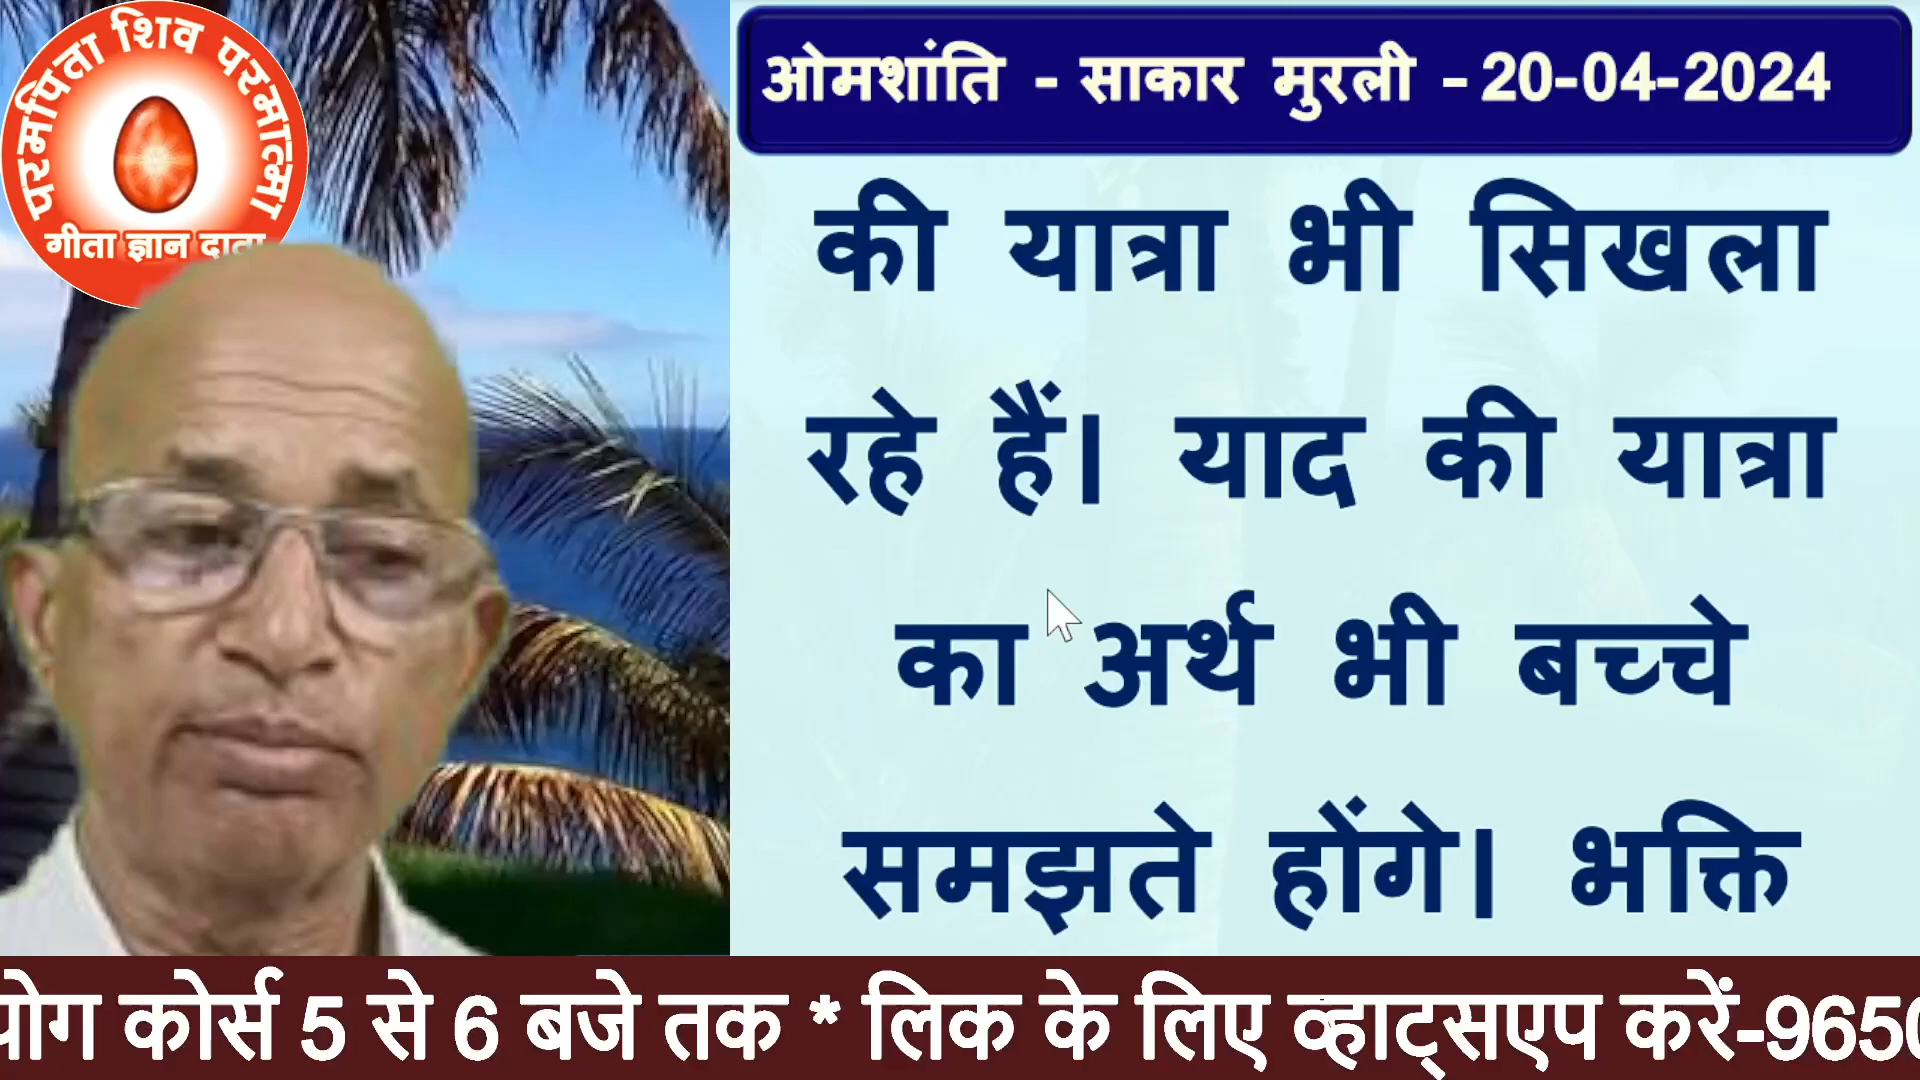 परमपिता शिव परमात्मा
गीता ज्ञान दाता
ओमशांति - साकार मुरली - 20-04-2024
की यात्रा भी सिखला
रहे हैं। याद की यात्रा
का अर्थ भी बच्चे
समझते होंगे। भक्ति
योग कोर्स 5 से 6 बजे तक * लिक के लिए व्हाट्सएप करें-9650